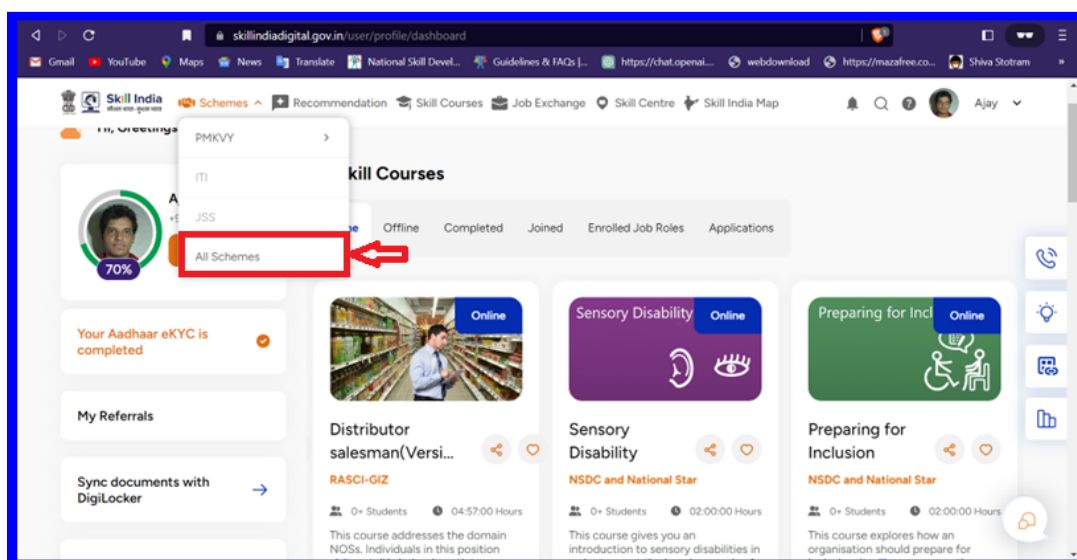 skillindiadigital.gov.in/user/profile/dashboard
Gmail YouTube Maps News Translate National Skill Devel... Guidelines & FAQs |... https://chat.openai.... webdownload https://mazafree.co... Shiva Stotram »
Skill India Schemes Recommendation Skill Courses Job Exchange Skill Centre Skill India Map Ajay
Hi, Greetings
PMKVY
ITI
JSS
All Schemes
kill Courses
Offline Completed Joined Enrolled Job Roles Applications
70%
Your Aadhaar eKYC is
completed
My Referrals
Sync documents with
DigiLocker
Online
Distributor
salesman(Versi...
RASCI-GIZ
0+ Students 04:57:00 Hours
This course addresses the domain
NOSs. Individuals in this position
Sensory Disability Online
Sensory
Disability
NSDC and National Star
0+ Students 02:00:00 Hours
This course gives you an
introduction to sensory disabilities in
Preparing for Incl Online
Preparing for
Inclusion
NSDC and National Star
0+ Students 02:00:00 Hours
This course explores how an
organisation should prepare for